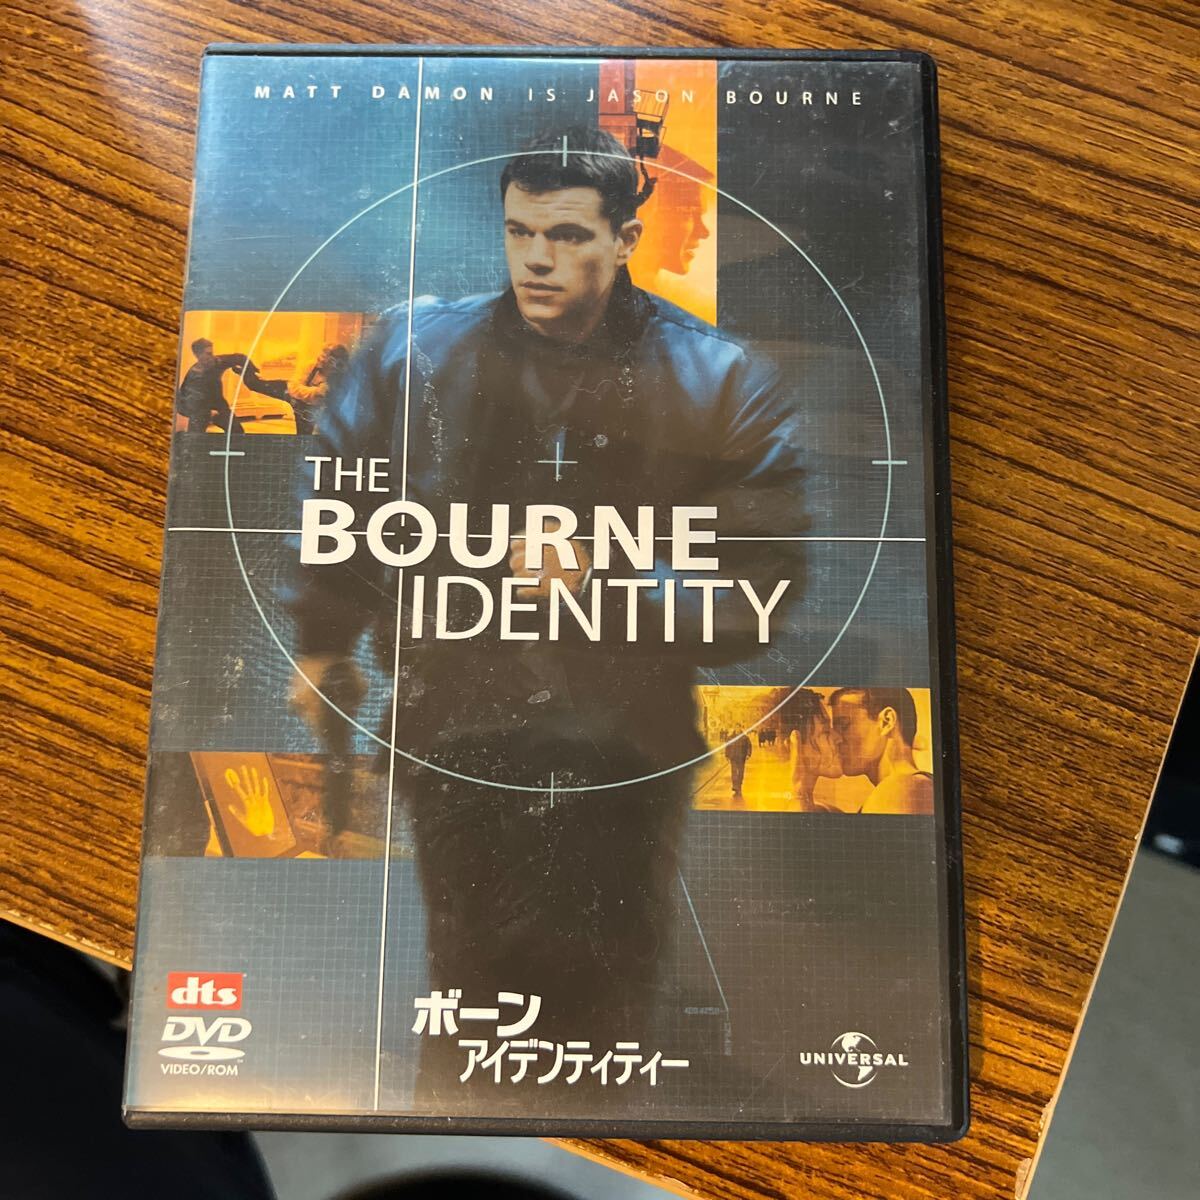 MATT DAMON IS JASON BOURNE
THE
BOURNE
IDENTITY
dts
DVD
VIDEO/ROM
ボーン
アイデンティティー
UNIVERSAL